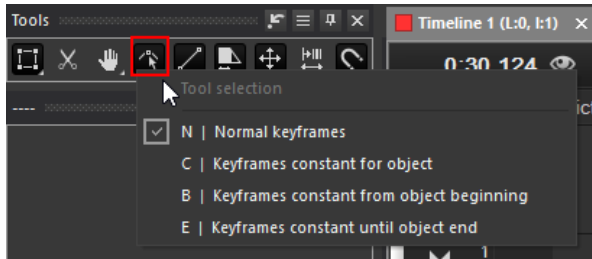 Tools
Timeline 1 (L:0, I:1)
0:30.124
----
Tool selection
N | Normal keyframes
C | Keyframes constant for object
B | Keyframes constant from object beginning
E | Keyframes constant until object end
1